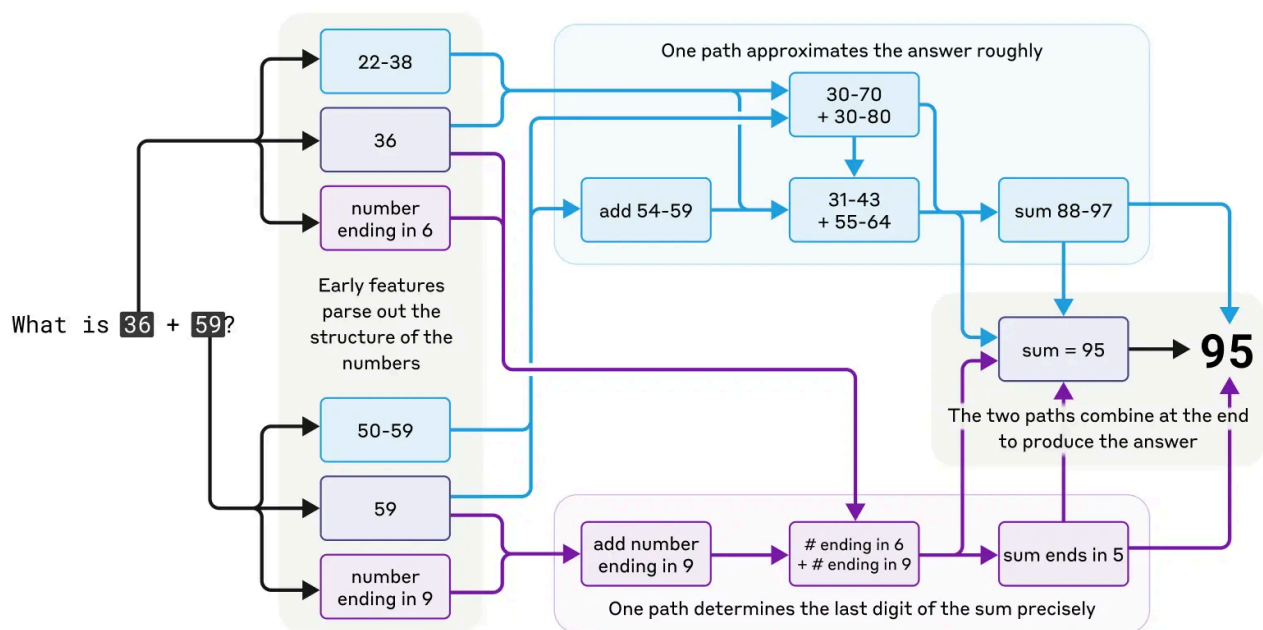 One path approximates the answer roughly
22-38
36
number
ending in 6
Early features
parse out the
structure of the
numbers
What is 36 + 59?
50-59
59
number
ending in 9
30-70
+ 30-80
add 54-59
31-43
+ 55-64
sum 88-97
sum = 95
95
The two paths combine at the end
to produce the answer
add number
ending in 9
# ending in 6
+ # ending in 9
sum ends in 5
One path determines the last digit of the sum precisely